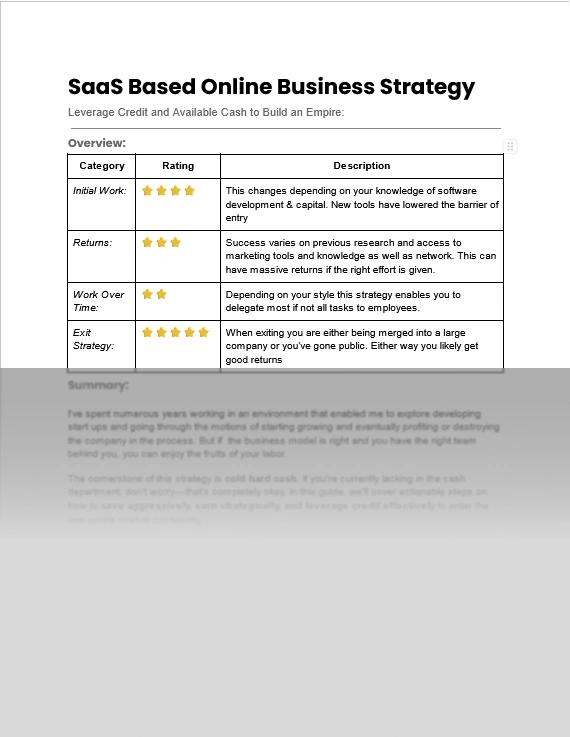 SaaS Based Online Business Strategy
Leverage Credit and Available Cash to Build an Empire:
Overview:
Category Rating Description
Initial Work: This changes depending on your knowledge of software
development & capital. New tools have lowered the barrier of
entry
Returns: Success varies on previous research and access to
marketing tools and knowledge as well as network. This can
have massive returns if the right effort is given.
Work Over Depending on your style this strategy enables you to
Time: delegate most if not all tasks to employees.
Exit When exiting you are either being merged into a large
Strategy: company or you've gone public. Either way you likely get
good returns
Summary:
I've spent numerous years working in an environment that enabled me to explore developing
start ups and going through the motions of starting growing and eventually profiting or destroying
the company in the process. But if the business model is right and you have the right team
behind you, you can enjoy the fruits of your labor.
The cornerstone of this strategy is cold hard cash. If you're currently lacking in the cash
department, don't worry—that's completely okay. In this guide, we'll cover actionable steps on
how to save aggressively, earn strategically, and leverage credit effectively to enter the